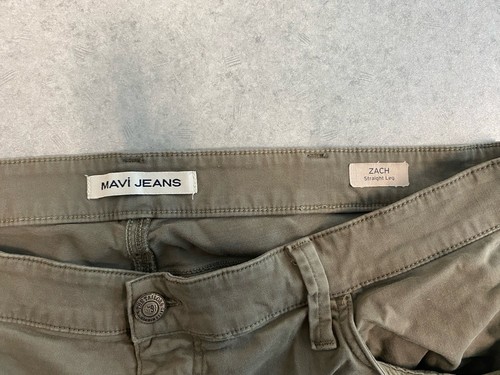 MAVİ JEANS
ZACH
Straight Leg